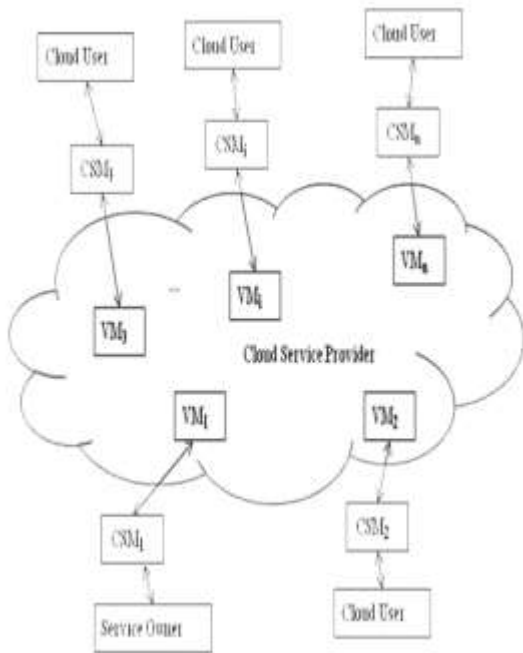 Cloud User
Cloud User
Cloud User
CSM₃
CSMᵢ
CSMₙ
VM₃
VMᵢ
VMₙ
Cloud Service Provider
VM₁
VM₂
CSM₁
CSM₂
Service Owner
Cloud User